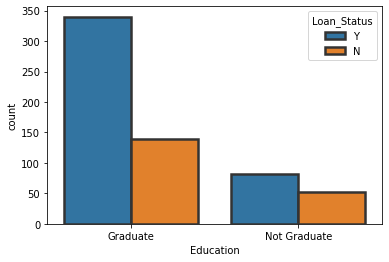 350
300
250
200
150
100
50
0
count
Loan_Status
Y
N
Graduate
Not Graduate
Education